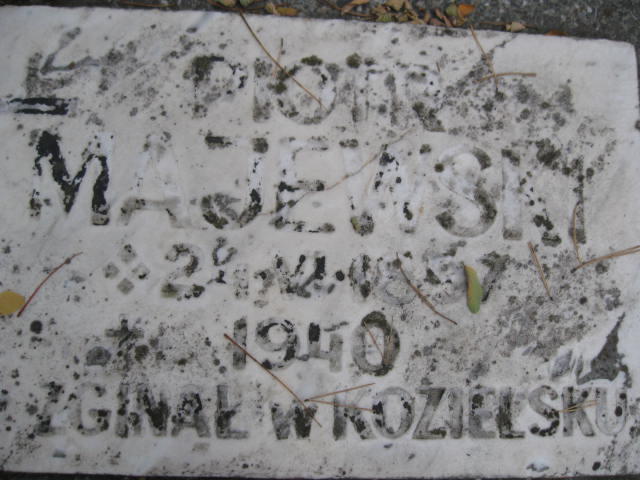 PIOTR
MAJEWSKI
1940
ZGINĄŁ W KOZIELSKU